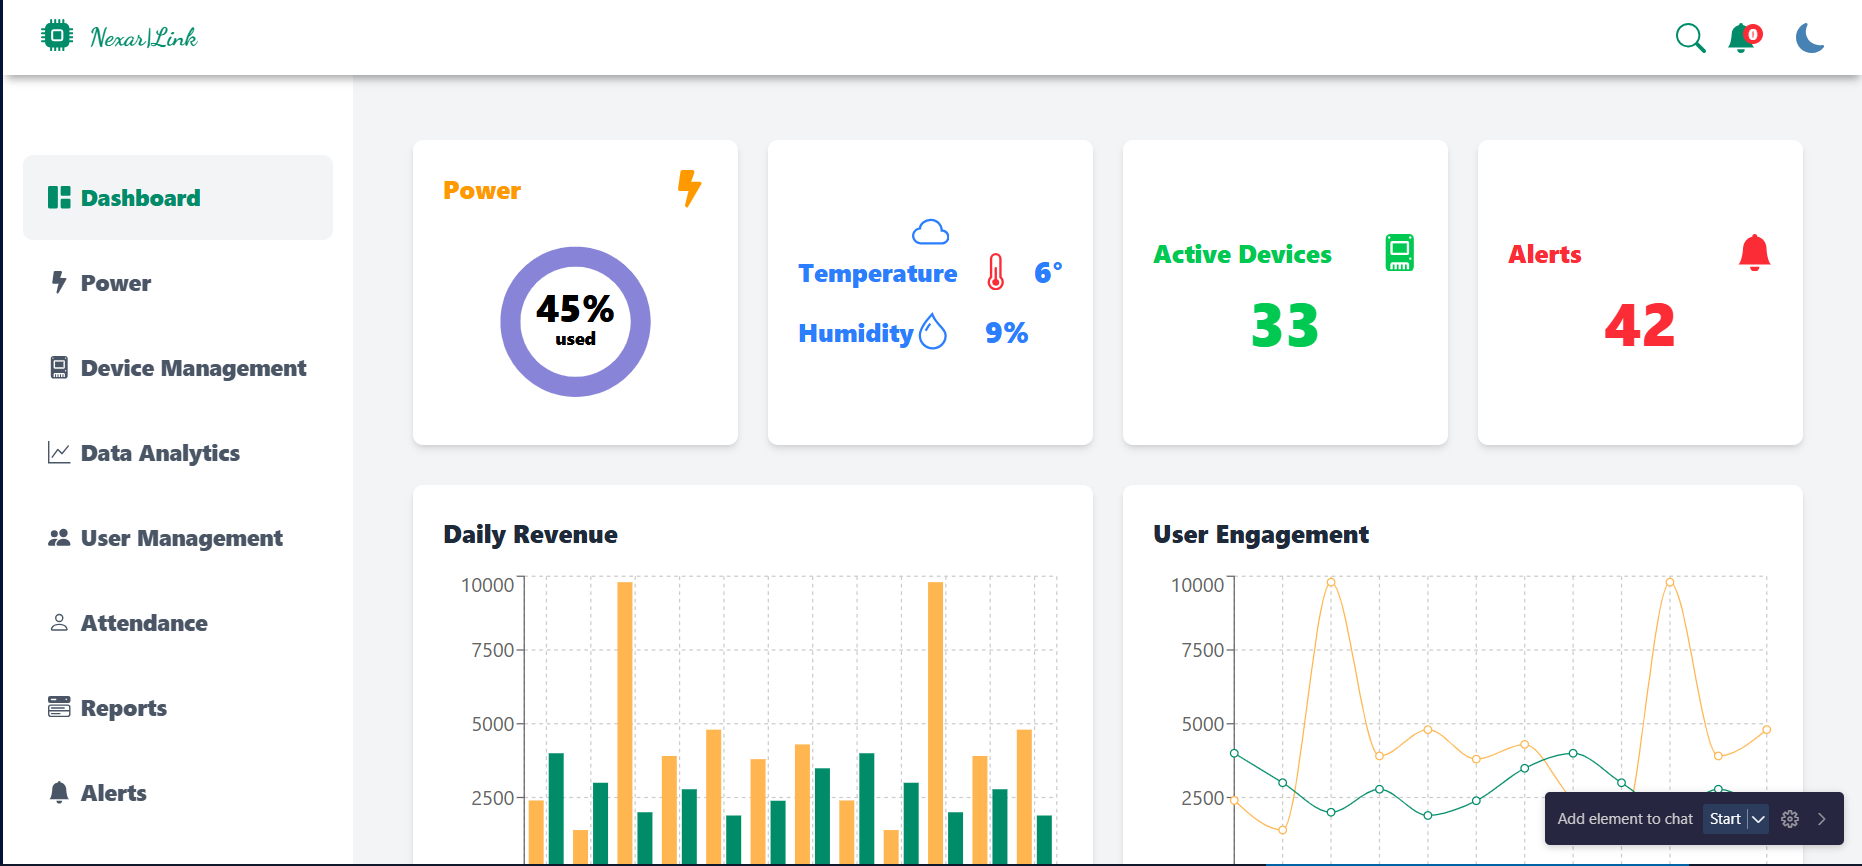 Nexar|Link
0
Dashboard
Power
Device Management
Data Analytics
User Management
Attendance
Reports
Alerts
Power
45%
used
Temperature 6°
Humidity 9%
Active Devices
33
Alerts
42
Daily Revenue
10000
7500
5000
2500
User Engagement
10000
7500
5000
2500
Add element to chat Start